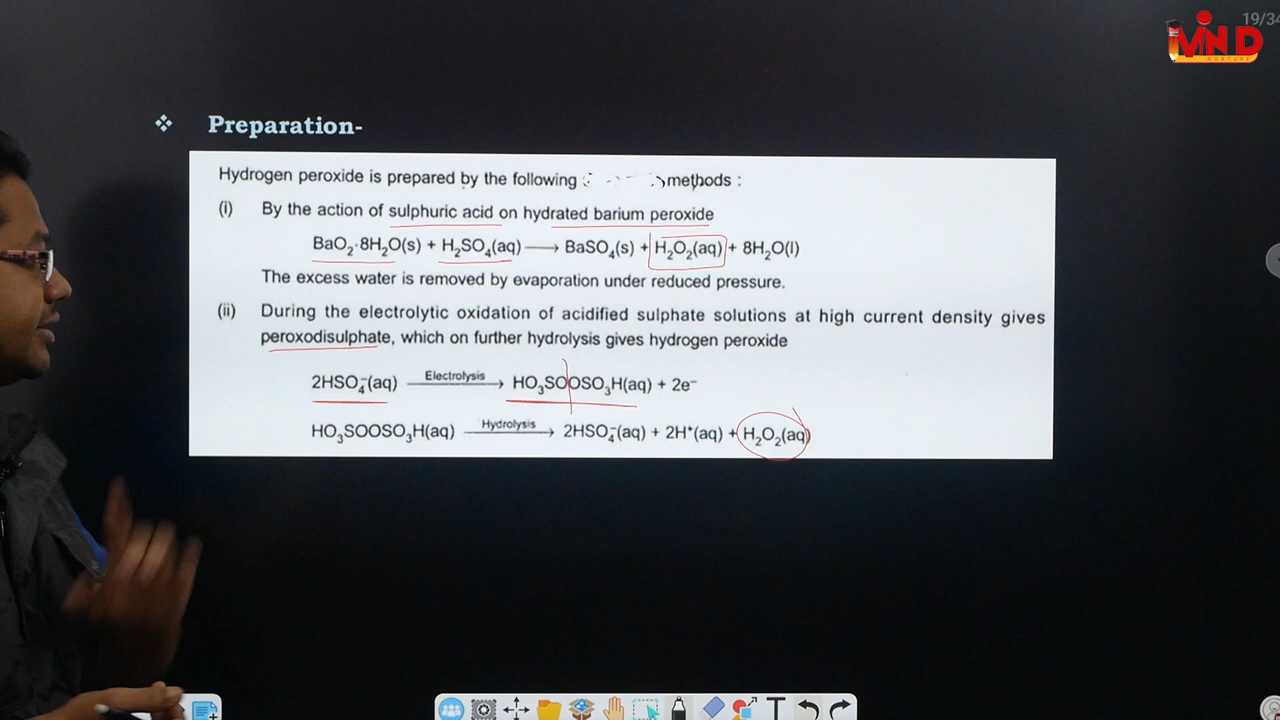 19/34
MIND
NURTURE
❖ Preparation-
Hydrogen peroxide is prepared by the following methods :
(i) By the action of sulphuric acid on hydrated barium peroxide
BaO₂·8H₂O(s) + H₂SO₄(aq) ⟶ BaSO₄(s) + H₂O₂(aq) + 8H₂O(l)
The excess water is removed by evaporation under reduced pressure.
(ii) During the electrolytic oxidation of acidified sulphate solutions at high current density gives
peroxodisulphate, which on further hydrolysis gives hydrogen peroxide
2HSO₄⁻(aq) ⟶ Electrolysis HO₃SOOSO₃H(aq) + 2e⁻
HO₃SOOSO₃H(aq) ⟶ Hydrolysis 2HSO₄⁻(aq) + 2H⁺(aq) + H₂O₂(aq)
T